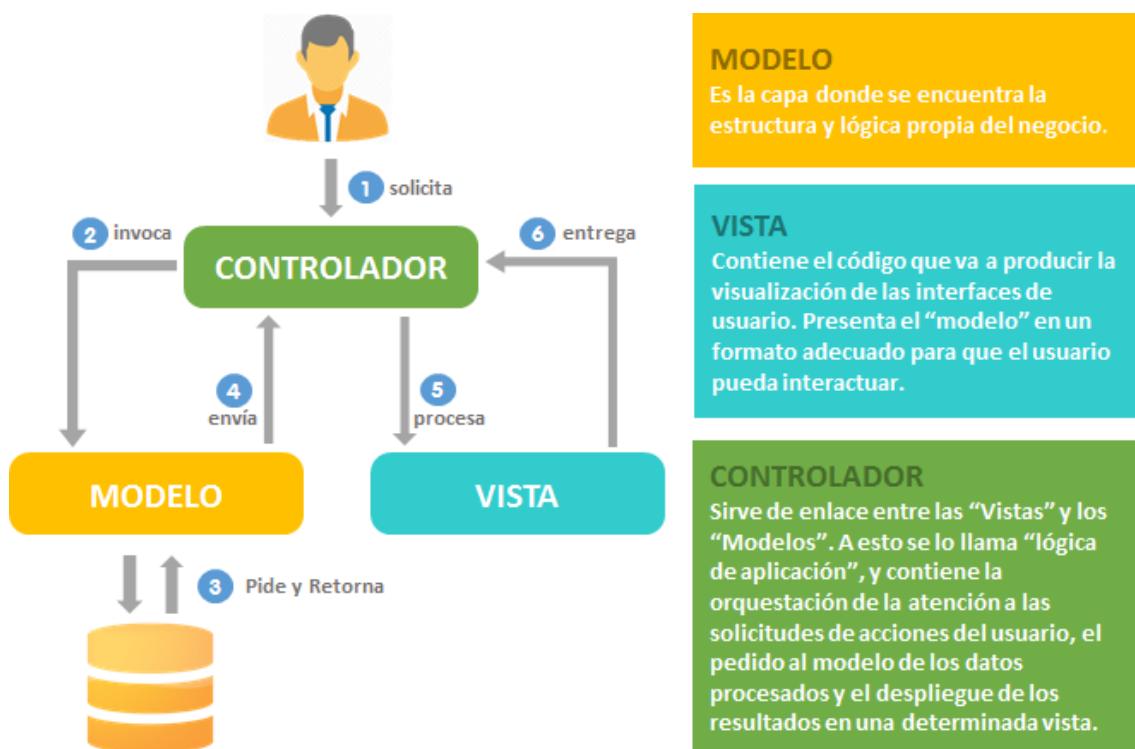 1 solicita
2 invoca
6 entrega
CONTROLADOR
4 envía
5 procesa
MODELO
VISTA
3 Pide y Retorna
MODELO
Es la capa donde se encuentra la
estructura y lógica propia del negocio.
VISTA
Contiene el código que va a producir la
visualización de las interfaces de
usuario. Presenta el “modelo” en un
formato adecuado para que el usuario
pueda interactuar.
CONTROLADOR
Sirve de enlace entre las “Vistas” y los
“Modelos”. A esto se lo llama “lógica
de aplicación”, y contiene la
orquestación de la atención a las
solicitudes de acciones del usuario, el
pedido al modelo de los datos
procesados y el despliegue de los
resultados en una determinada vista.